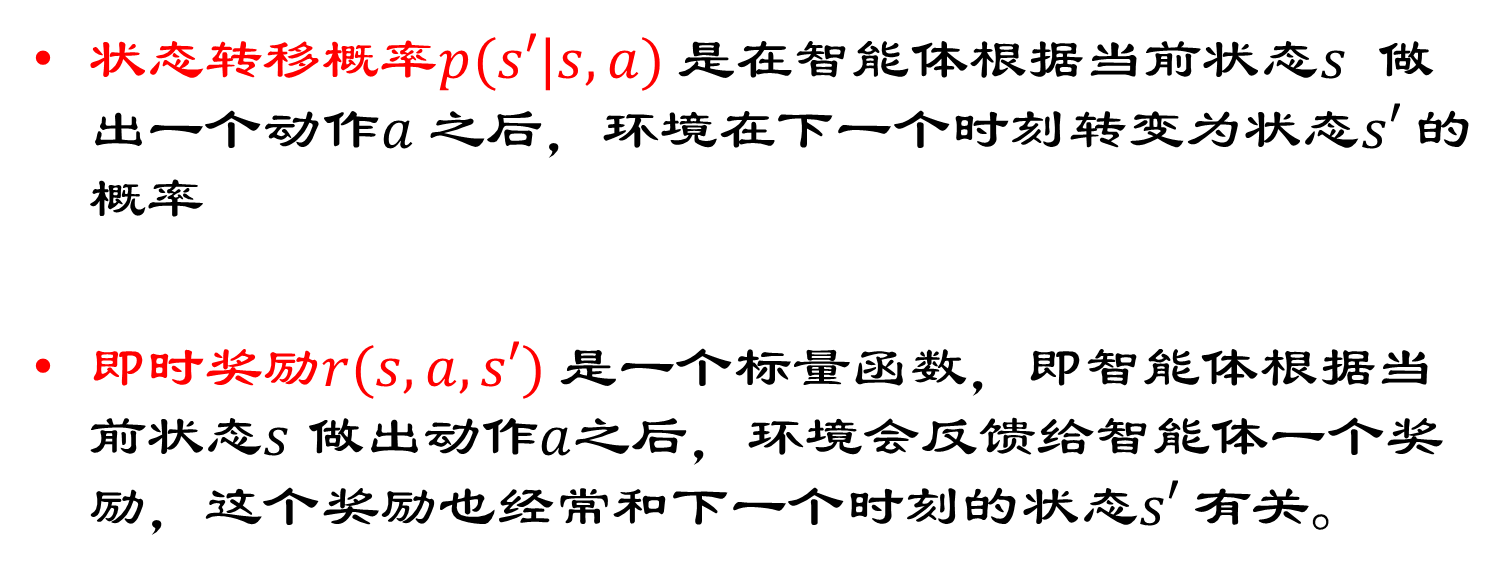 • 状态转移概率p(s′|s, a) 是在智能体根据当前状态s 做
出一个动作a 之后，环境在下一个时刻转变为状态s′ 的
概率
• 即时奖励r(s, a, s′) 是一个标量函数，即智能体根据当
前状态s 做出动作a之后，环境会反馈给智能体一个奖
励，这个奖励也经常和下一个时刻的状态s′ 有关。